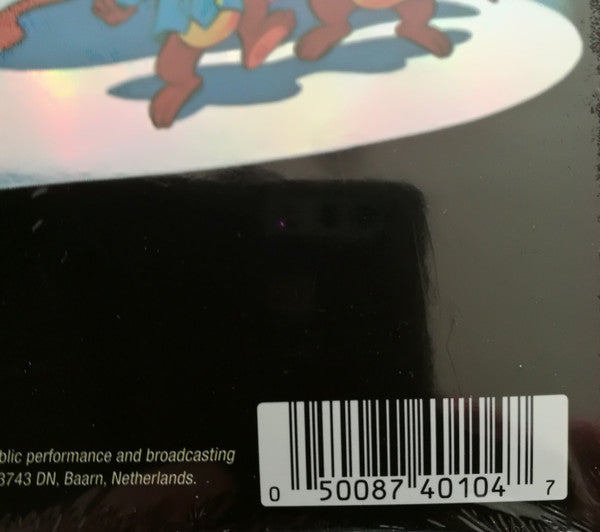 blic performance and broadcasting
3743 DN, Baarn, Netherlands.
0 50087 40104 7